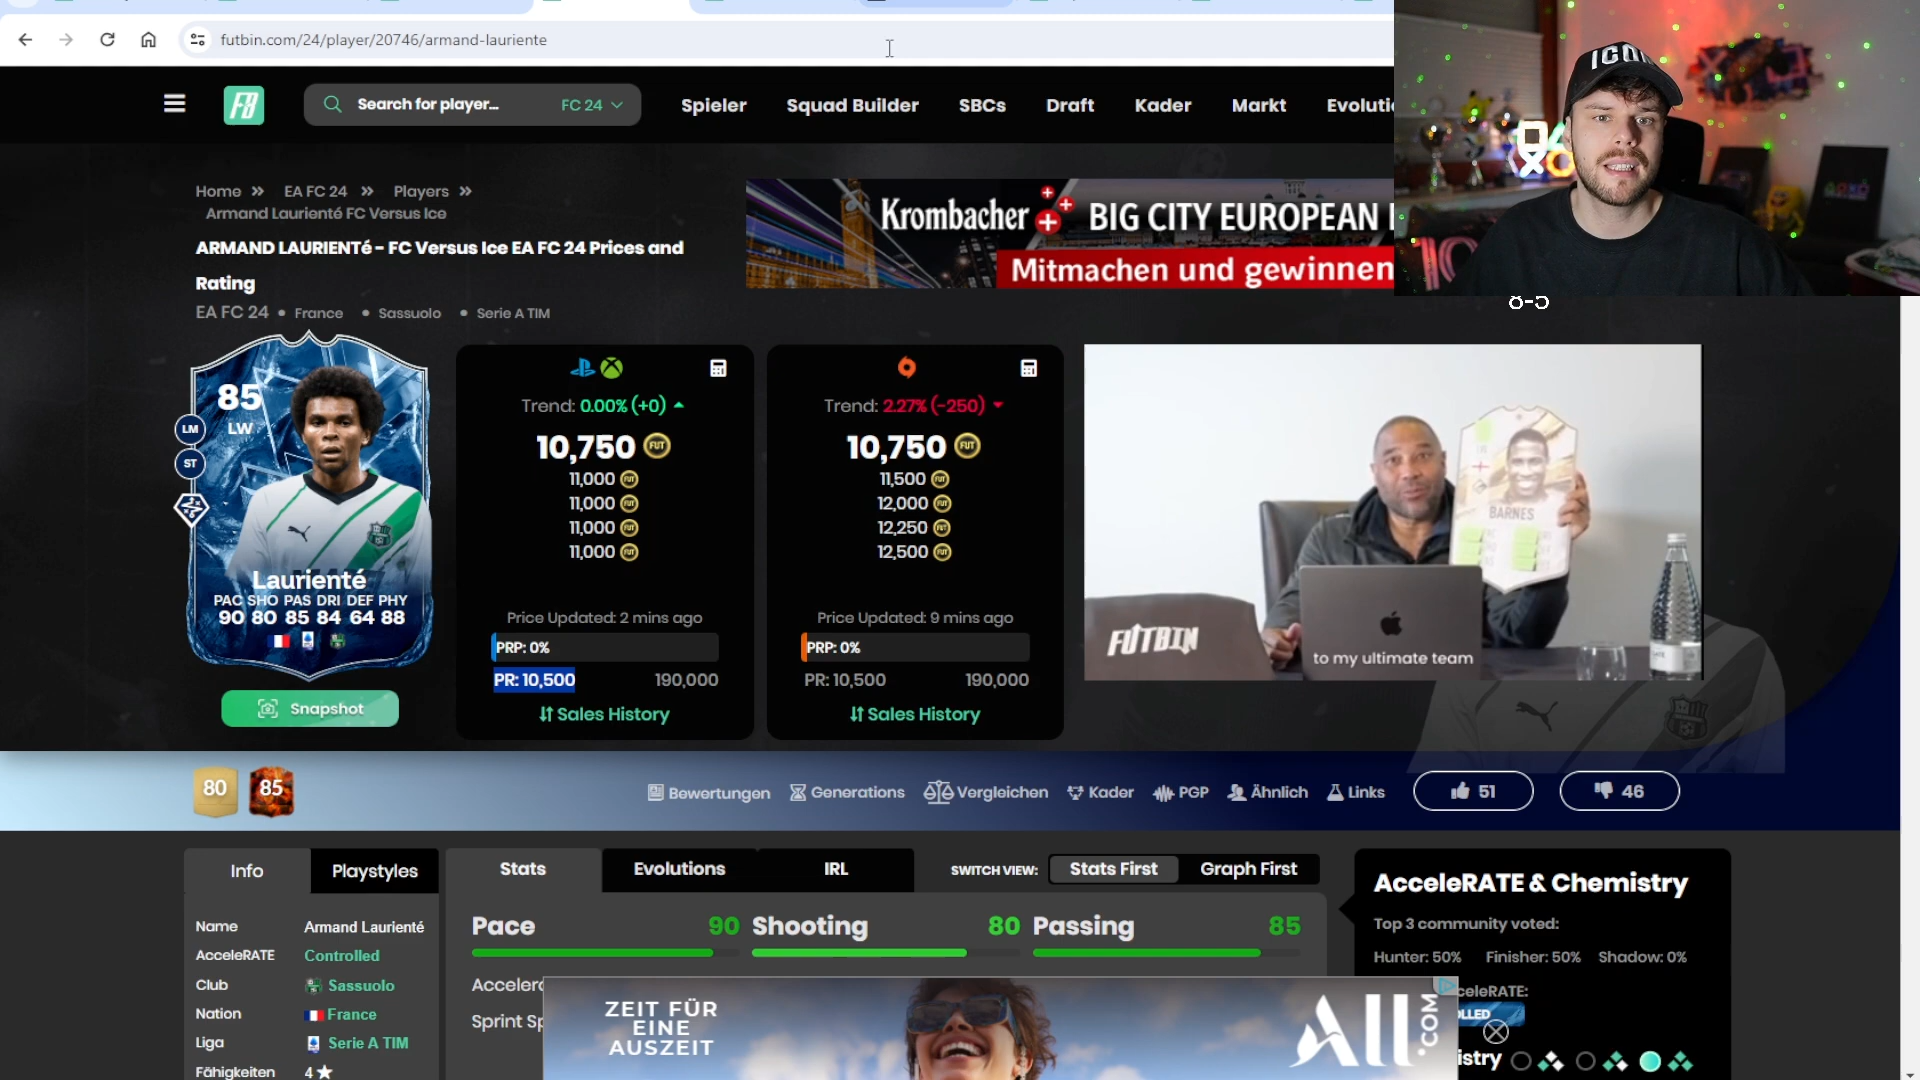 futbin.com/24/player/20746/armand-lauriente
Search for player...
FC 24
Spieler
Squad Builder
SBCs
Draft
Kader
Markt
Home >> EA FC 24 >> Players >>
Armand Laurienté FC Versus Ice
ARMAND LAURIENTé - FC Versus Ice EA FC 24 Prices and
Rating
EA FC 24 • France • Sassuolo • Serie A TIM
Krombacher
BIG CITY EUROPEAN
Mitmachen und gewinnen
ICON
8-5
85
LW
LM
ST
Laurienté
PAC SHO PAS DRI DEF PHY
90 80 85 84 64 88
Snapshot
Trend: 0.00% (+0)
10,750
11,000
11,000
11,000
11,000
Price Updated: 2 mins ago
PRP: 0%
PR: 10,500 190,000
Sales History
Trend: 2.27% (-250)
10,750
11,500
12,000
12,250
12,500
Price Updated: 9 mins ago
PRP: 0%
PR: 10,500 190,000
Sales History
BARNES
FUTBIN
to my ultimate team
80
85
Bewertungen
Generations
Vergleichen
Kader
PGP
Ähnlich
Links
51
46
Info
Playstyles
Name Armand Laurienté
AcceleRATE Controlled
Club Sassuolo
Nation France
Liga Serie A TIM
Fähigkeiten 4★
Stats
Evolutions
IRL
SWITCH VIEW:
Stats First
Graph First
Pace 90
Shooting 80
Passing 85
AcceleRATE & Chemistry
Top 3 community voted:
Hunter: 50% Finisher: 50% Shadow: 0%
ZEIT FÜR
EINE
AUSZEIT
ALL.COM